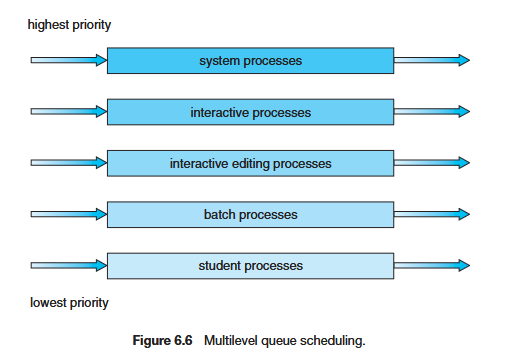 highest priority
system processes
interactive processes
interactive editing processes
batch processes
student processes
lowest priority
Figure 6.6 Multilevel queue scheduling.